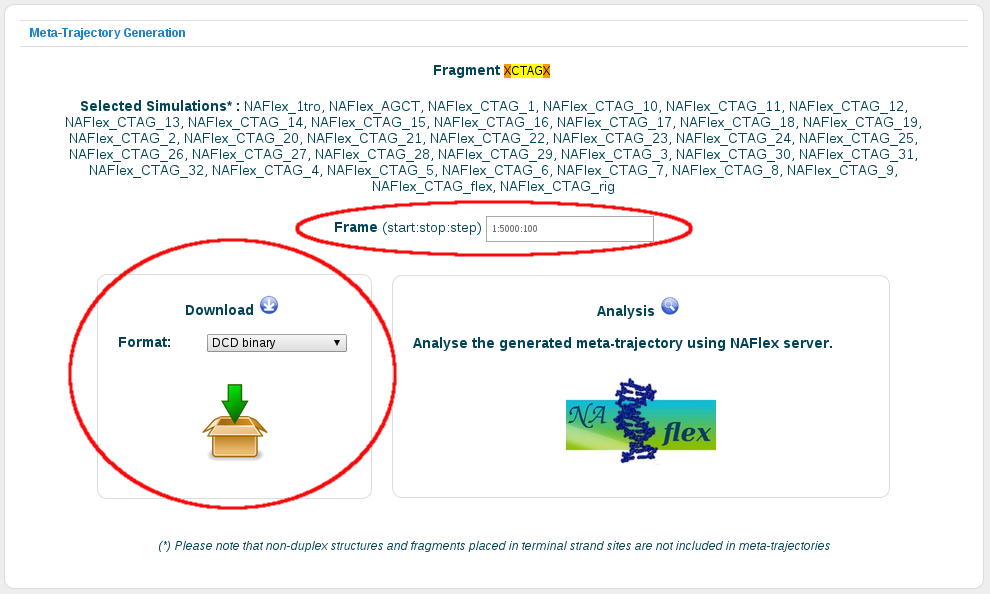 Meta-Trajectory Generation
Fragment XCTAGX
Selected Simulations* : NAFlex_1tro, NAFlex_AGCT, NAFlex_CTAG_1, NAFlex_CTAG_10, NAFlex_CTAG_11, NAFlex_CTAG_12,
NAFlex_CTAG_13, NAFlex_CTAG_14, NAFlex_CTAG_15, NAFlex_CTAG_16, NAFlex_CTAG_17, NAFlex_CTAG_18, NAFlex_CTAG_19,
NAFlex_CTAG_2, NAFlex_CTAG_20, NAFlex_CTAG_21, NAFlex_CTAG_22, NAFlex_CTAG_23, NAFlex_CTAG_24, NAFlex_CTAG_25,
NAFlex_CTAG_26, NAFlex_CTAG_27, NAFlex_CTAG_28, NAFlex_CTAG_29, NAFlex_CTAG_3, NAFlex_CTAG_30, NAFlex_CTAG_31,
NAFlex_CTAG_32, NAFlex_CTAG_4, NAFlex_CTAG_5, NAFlex_CTAG_6, NAFlex_CTAG_7, NAFlex_CTAG_8, NAFlex_CTAG_9,
NAFlex_CTAG_flex, NAFlex_CTAG_rig
Frame (start:stop:step) 1:5000:100
Download
Format: DCD binary
Analysis
Analyse the generated meta-trajectory using NAFlex server.
NA
flex
(*) Please note that non-duplex structures and fragments placed in terminal strand sites are not included in meta-trajectories